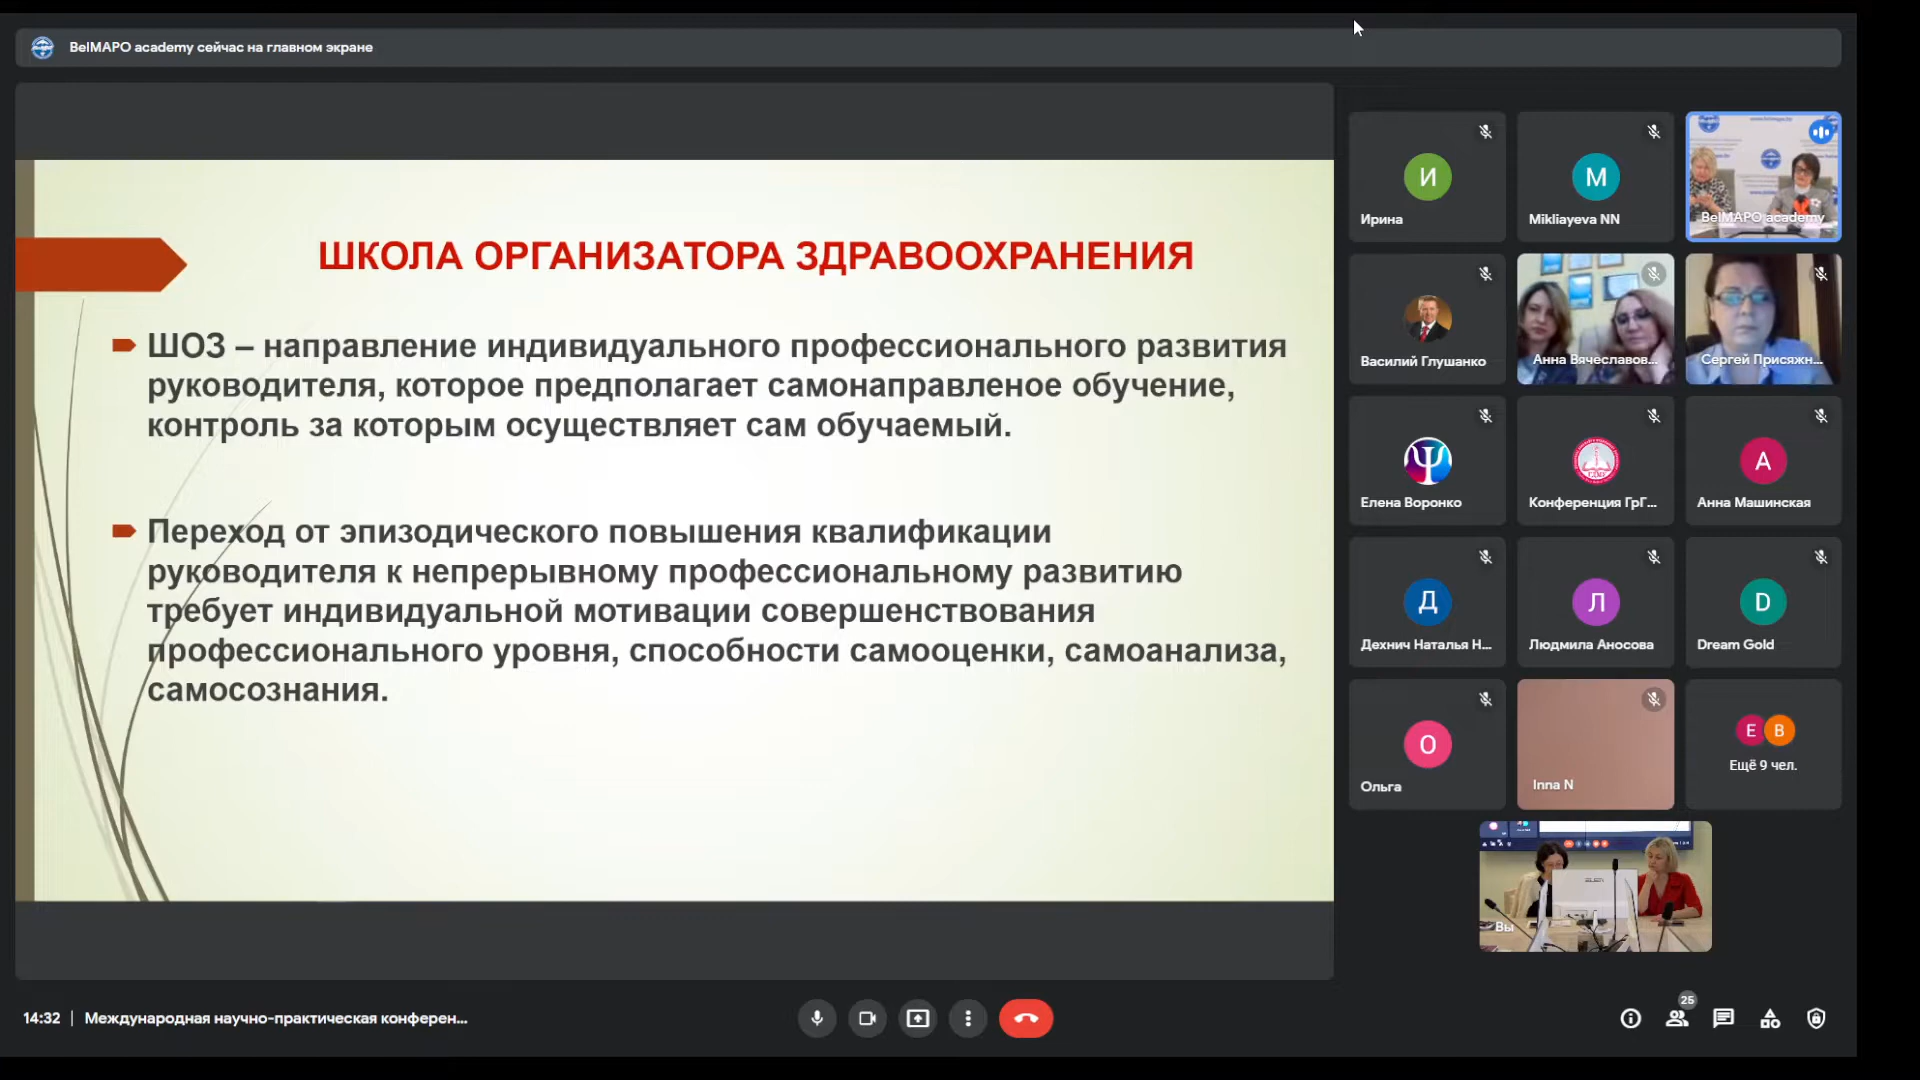 BelMAPO academy сейчас на главном экране
ШКОЛА ОРГАНИЗАТОРА ЗДРАВООХРАНЕНИЯ
ШОЗ – направление индивидуального профессионального развития
руководителя, которое предполагает самонаправленое обучение,
контроль за которым осуществляет сам обучаемый.
Переход от эпизодического повышения квалификации
руководителя к непрерывному профессиональному развитию
требует индивидуальной мотивации совершенствования
профессионального уровня, способности самооценки, самоанализа,
самосознания.
И
Ирина
M
Mikliayeva NN
BelMAPO academy
Василий Глушанко
Анна Вячеславов...
Сергей Присяжн...
Ψ
Елена Воронко
Конференция ГрГ...
А
Анна Машинская
Д
Дехнич Наталья Н...
Л
Людмила Аносова
D
Dream Gold
О
Ольга
Inna N
Е В
Ещё 9 чел.
Вы
14:32 | Международная научно-практическая конферен...
25